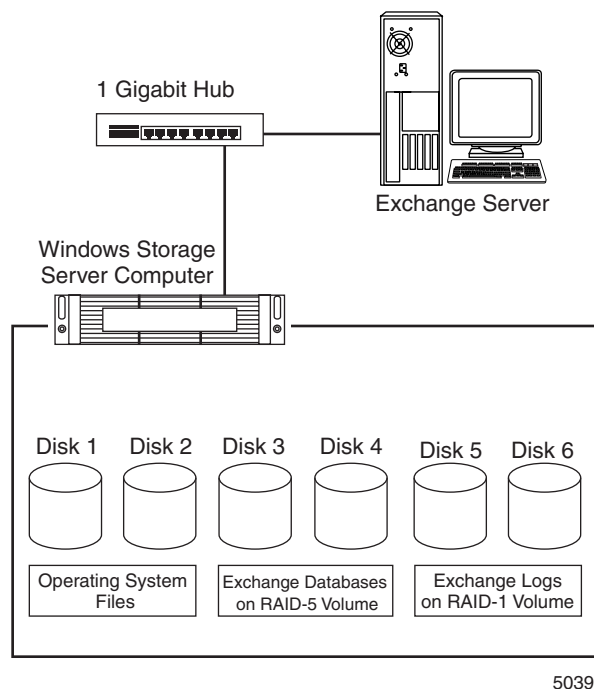 1 Gigabit Hub
Exchange Server
Windows Storage
Server Computer
Disk 1 Disk 2 Disk 3 Disk 4 Disk 5 Disk 6
Operating System
Files
Exchange Databases
on RAID-5 Volume
Exchange Logs
on RAID-1 Volume
5039